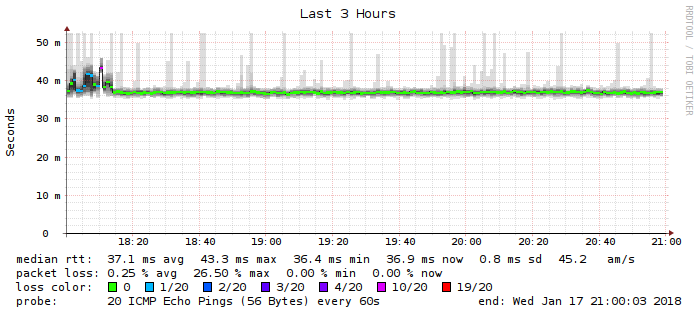 Last 3 Hours
RRDTOOL / TOBI OETIKER
Seconds
50 m
40 m
30 m
20 m
10 m
0
18:20 18:40 19:00 19:20 19:40 20:00 20:20 20:40 21:00
median rtt: 37.1 ms avg 43.3 ms max 36.4 ms min 36.9 ms now 0.8 ms sd 45.2 am/s
packet loss: 0.25 % avg 26.50 % max 0.00 % min 0.00 % now
loss color: 0 1/20 2/20 3/20 4/20 10/20 19/20
probe: 20 ICMP Echo Pings (56 Bytes) every 60s end: Wed Jan 17 21:00:03 2018